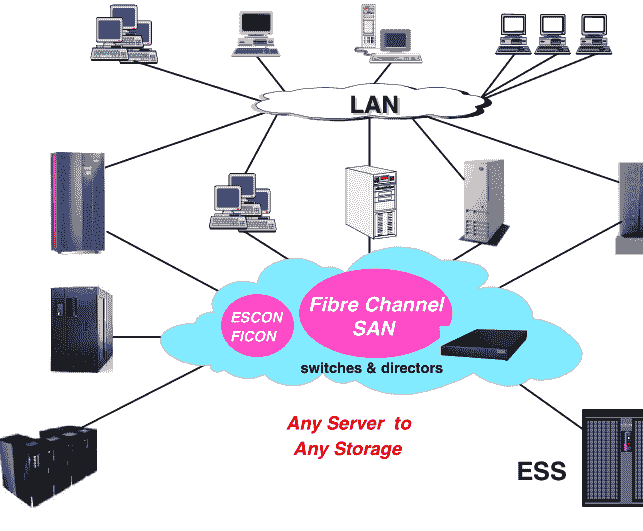 LAN
ESCON
FICON
Fibre Channel
SAN
switches & directors
Any Server to
Any Storage
ESS